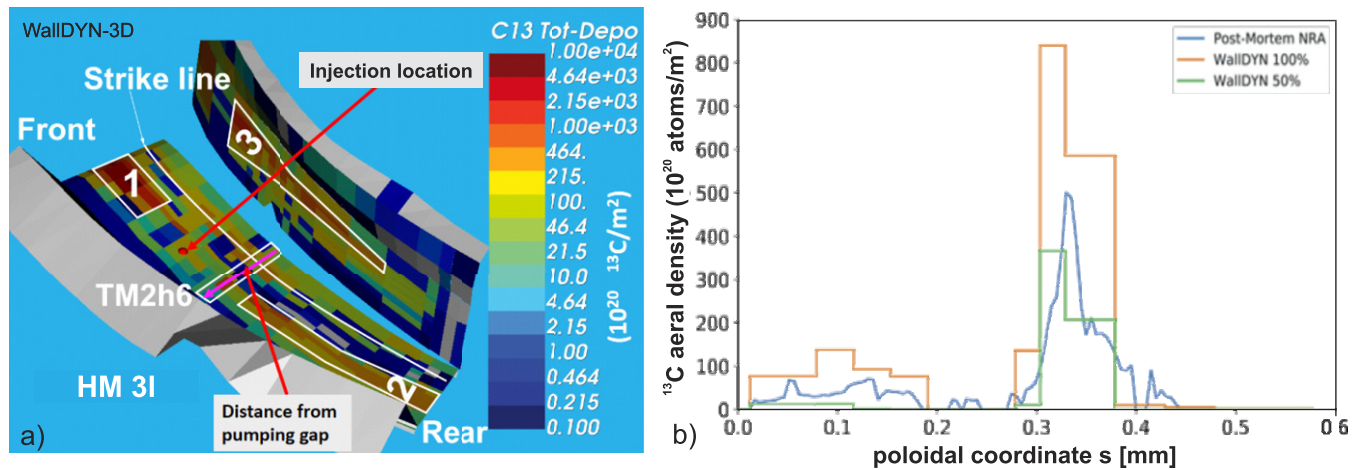 WallDYN-3D
C13 Tot-Depo
Injection location
Strike line
Front
1
3
TM2h6
HM 3l
2
Rear
Distance from
pumping gap
1.00e+04
4.64e+03
2.15e+03
1.00e+03
464.
215.
100.
46.4
21.5
10.0
4.64
2.15
1.00
0.464
0.215
0.100
(10²⁰ ¹³C/m²)
a)
¹³C aeral density (10²⁰ atoms/m²)
900
800
700
600
500
400
300
200
100
0
Post-Mortem NRA
WallDYN 100%
WallDYN 50%
0.0 0.1 0.2 0.3 0.4 0.5 0 6
poloidal coordinate s [mm]
b)